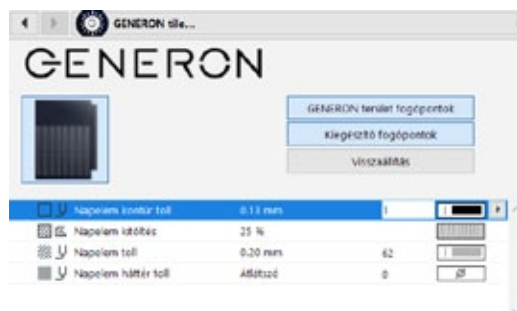 GENERON tile...
GENERON
GENERON terület fogópontok
Kiegészítő fogópontok
Visszaállítás
Napelem kontúr toll 0.13 mm 1
Napelem kitöltés 25 %
Napelem toll 0.20 mm 62
Napelem háttér toll Átlátszó 0